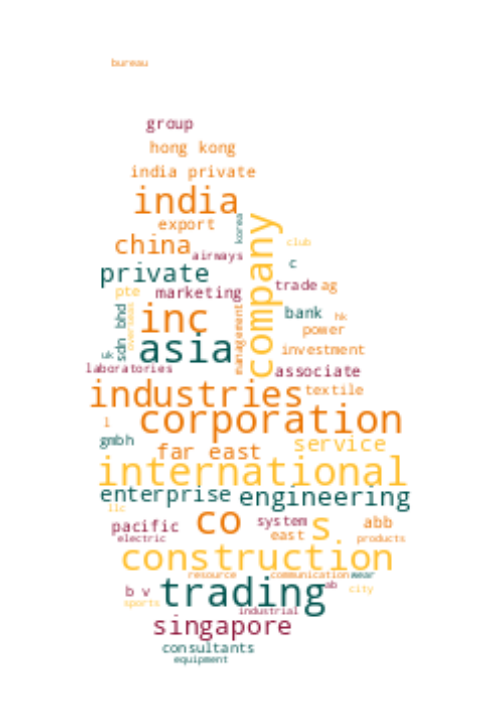 bureau
group
hong kong
india private
india
korea
company
export
club
china
airways
c
private
trade ag
pte
marketing
overseas
sdn bhd
inc
management
bank
hk
power
asia
uk
investment
laboratories
associate
industries
textile
l
corporation
gmbh
service
far east
international
enterprise
engineering
llc
co
s.
pacific
system
abb
electric
east
products
construction
resource
communication
wear
b v
trading
ab
city
sports
industrial
singapore
consultants
equipment